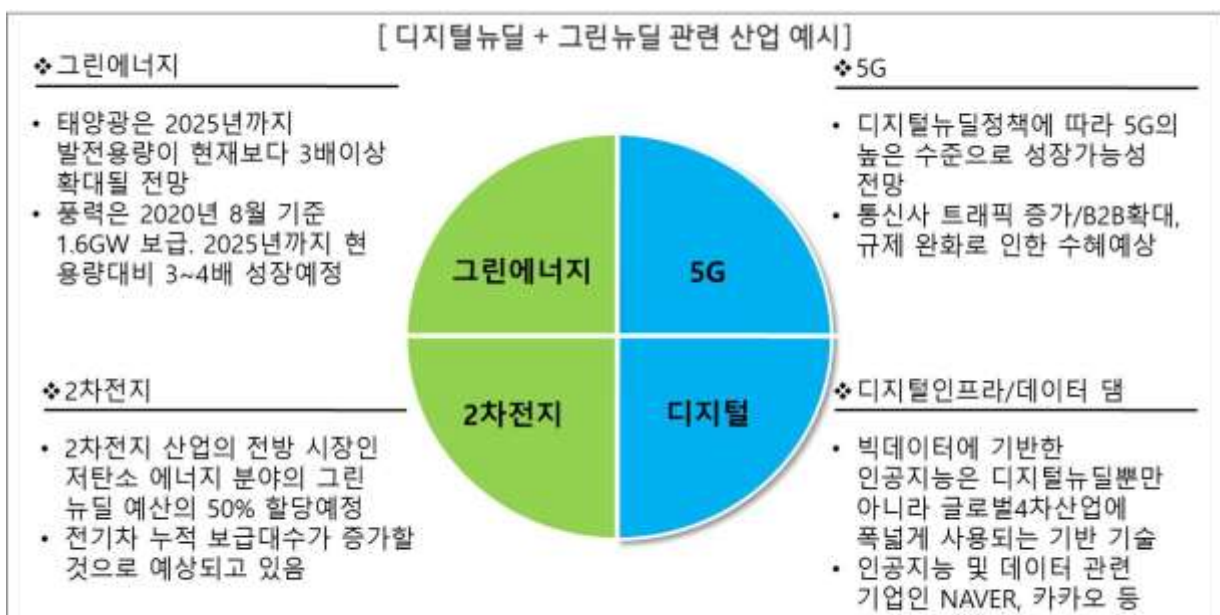 [ 디지털뉴딜 + 그린뉴딜 관련 산업 예시]
❖그린에너지
• 태양광은 2025년까지
발전용량이 현재보다 3배이상
확대될 전망
• 풍력은 2020년 8월 기준
1.6GW 보급. 2025년까지 현
용량대비 3~4배 성장예정
❖5G
• 디지털뉴딜정책에 따라 5G의
높은 수준으로 성장가능성
전망
• 통신사 트래픽 증가/B2B확대,
규제 완화로 인한 수혜예상
그린에너지
5G
2차전지
디지털
❖2차전지
• 2차전지 산업의 전방 시장인
저탄소 에너지 분야의 그린
뉴딜 예산의 50% 할당예정
• 전기차 누적 보급대수가 증가할
것으로 예상되고 있음
❖디지털인프라/데이터 댐
• 빅데이터에 기반한
인공지능은 디지털뉴딜뿐만
아니라 글로벌4차산업에
폭넓게 사용되는 기반 기술
• 인공지능 및 데이터 관련
기업인 NAVER, 카카오 등